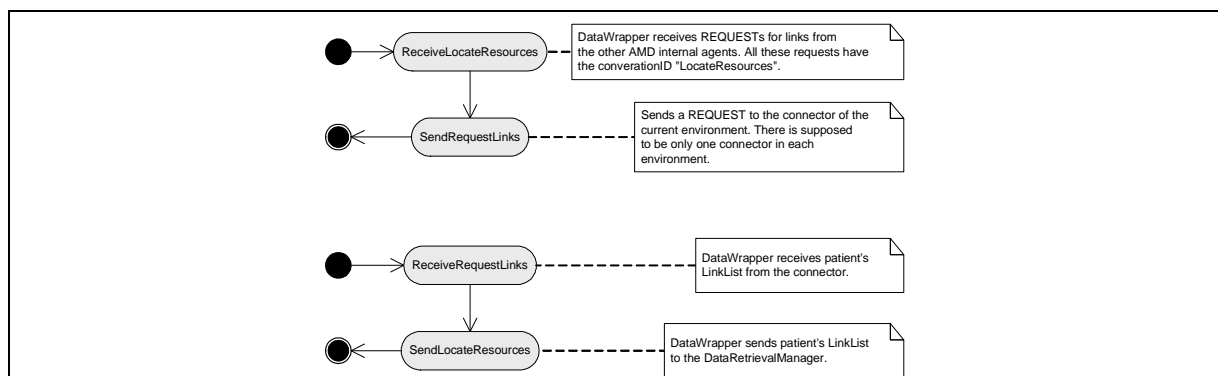 ReceiveLocateResources
DataWrapper receives REQUESTs for links from
the other AMD internal agents. All these requests have
the converationID "LocateResources".
SendRequestLinks
Sends a REQUEST to the connector of the
current environment. There is supposed
to be only one connector in each
environment.
ReceiveRequestLinks
DataWrapper receives patient's
LinkList from the connector.
SendLocateResources
DataWrapper sends patient's LinkList
to the DataRetrievalManager.